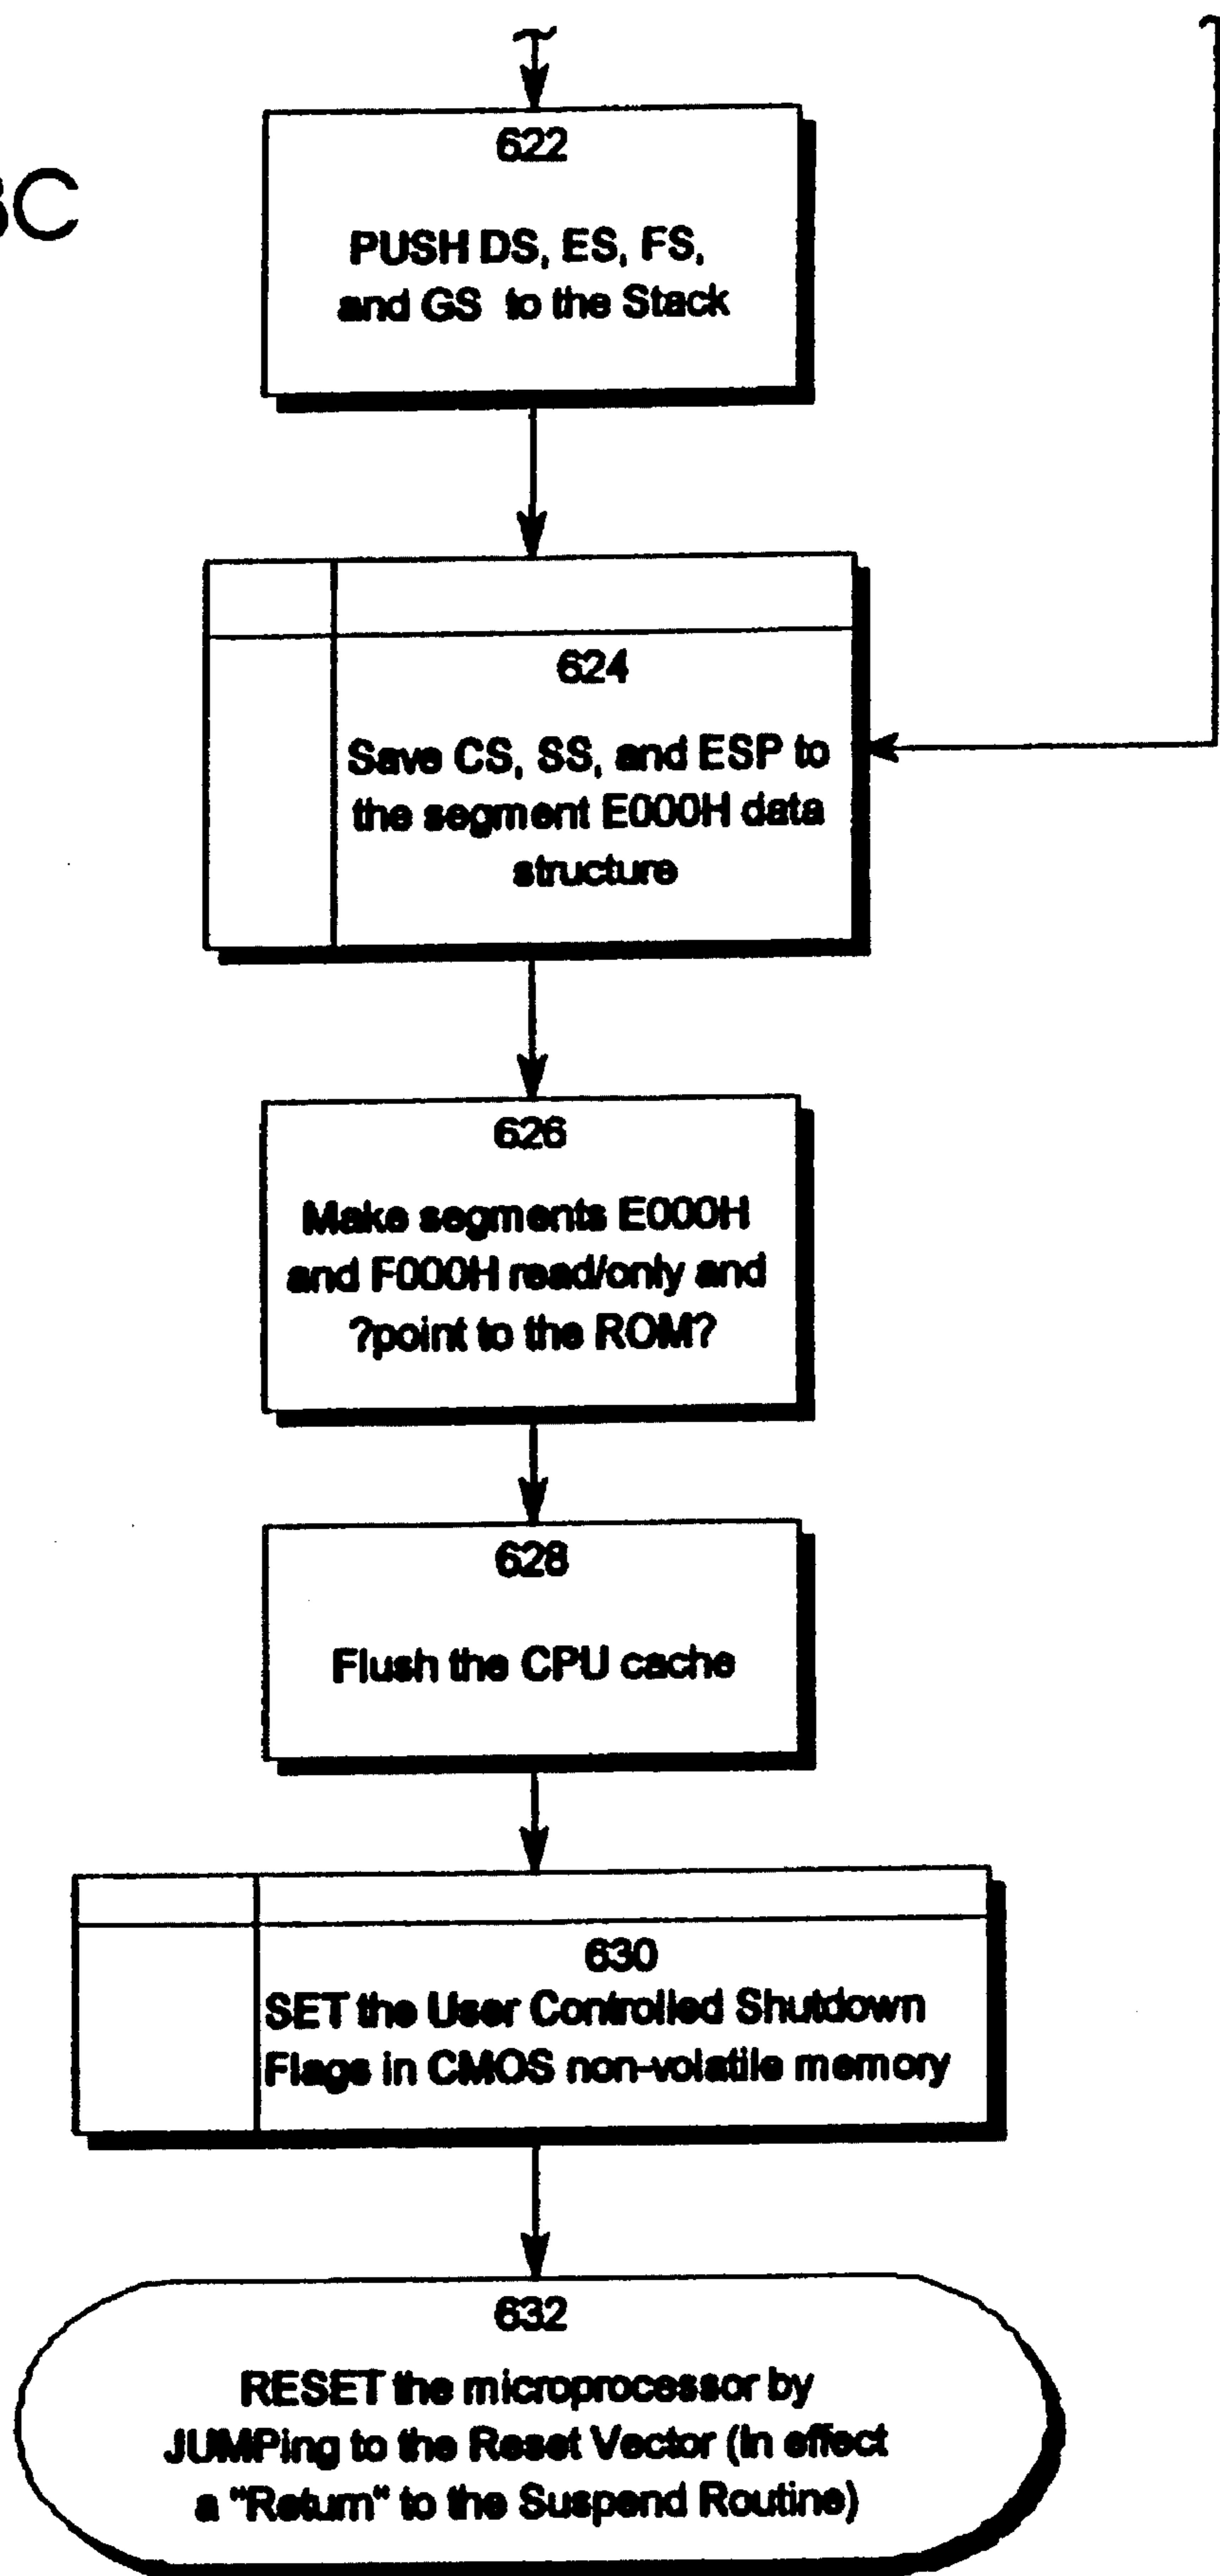 622
PUSH DS, ES, FS,
and GS to the Stack
624
Save CS, SS, and ESP to
the segment E000H data
structure
626
Make segments E000H
and F000H read/only and
?point to the ROM?
628
Flush the CPU cache
630
SET the User Controlled Shutdown
Flags in CMOS non-volatile memory
632
RESET the microprocessor by
JUMPing to the Reset Vector (in effect
a "Return" to the Suspend Routine)